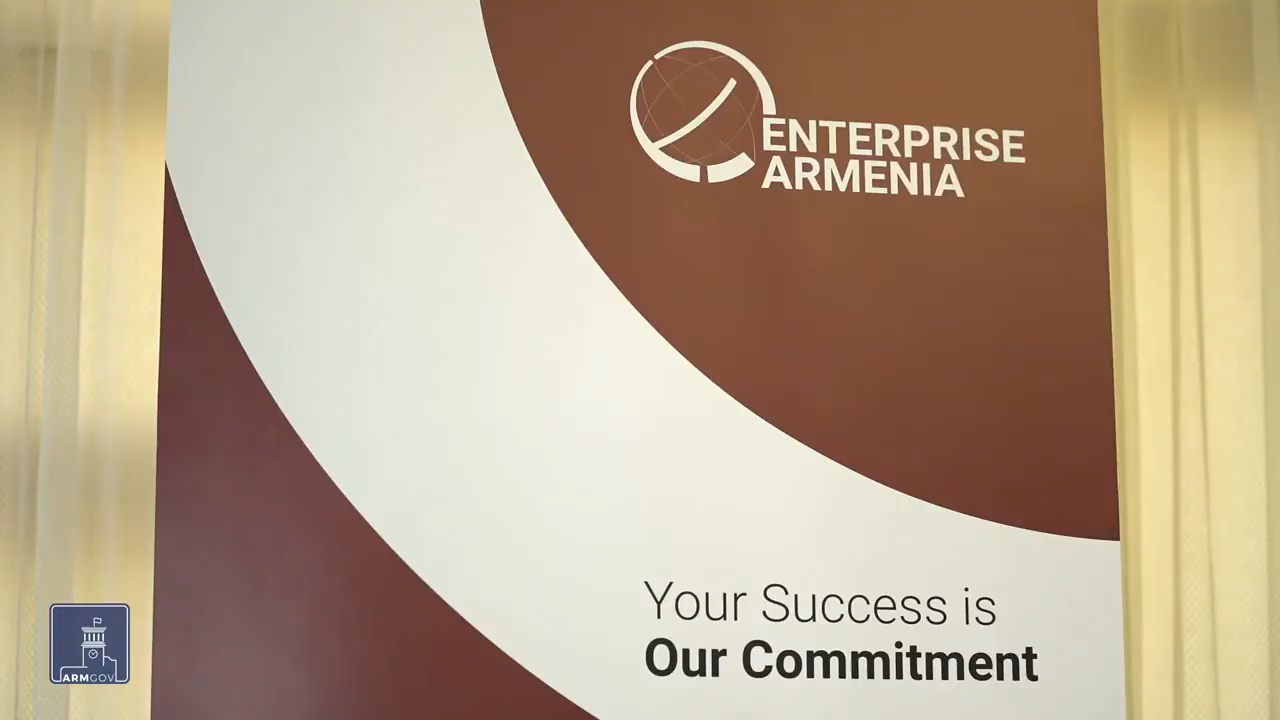 ENTERPRISE
ARMENIA
Your Success is
Our Commitment
ARMGOV